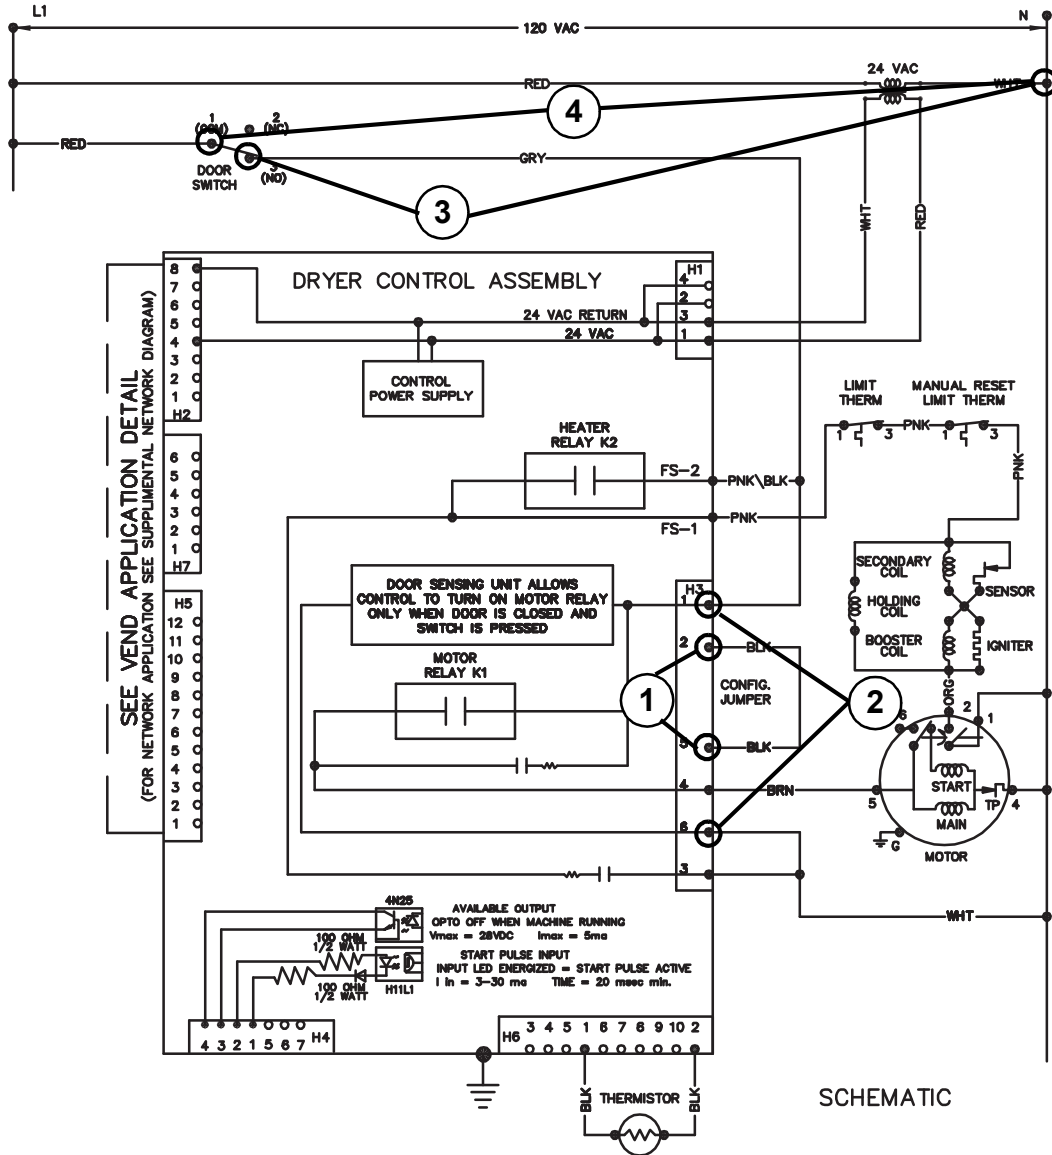 L1
N
120 VAC
RED
24 VAC
WHT
4
1
(COM)
2
(NC)
RED
DOOR
SWITCH
3
(NO)
GRY
3
WHT
RED
DRYER CONTROL ASSEMBLY
H1
4
2
3
1
24 VAC RETURN
24 VAC
CONTROL
POWER SUPPLY
8
7
6
5
4
3
2
1
H2
SEE VEND APPLICATION DETAIL
(FOR NETWORK APPLICATION SEE SUPPLIMENTAL NETWORK DIAGRAM)
6
5
4
3
2
1
H7
HEATER
RELAY K2
FS-2
PNK\BLK
FS-1
PNK
LIMIT
THERM
MANUAL RESET
LIMIT THERM
1
3
PNK
1
3
PNK
SECONDARY
COIL
HOLDING
COIL
BOOSTER
COIL
SENSOR
IGNITER
ORG
H5
12
11
10
9
8
7
6
5
4
3
2
1
DOOR SENSING UNIT ALLOWS
CONTROL TO TURN ON MOTOR RELAY
ONLY WHEN DOOR IS CLOSED AND
SWITCH IS PRESSED
MOTOR
RELAY K1
H3
1
2
5
4
6
3
BLK
CONFIG.
JUMPER
BLK
1
2
BRN
6
2
1
5
START
MAIN
TP
4
G
MOTOR
WHT
4N25
AVAILABLE OUTPUT
OPTO OFF WHEN MACHINE RUNNING
Vmax = 28VDC Imax = 5ma
100 OHM
1/2 WATT
START PULSE INPUT
INPUT LED ENERGIZED = START PULSE ACTIVE
I in = 3-30 ma TIME = 20 msec min.
100 OHM
1/2 WATT
H11L1
4 3 2 1 5 6 7
H4
H6
3 4 5 1 6 7 8 9 10 2
BLK
THERMISTOR
BLK
SCHEMATIC